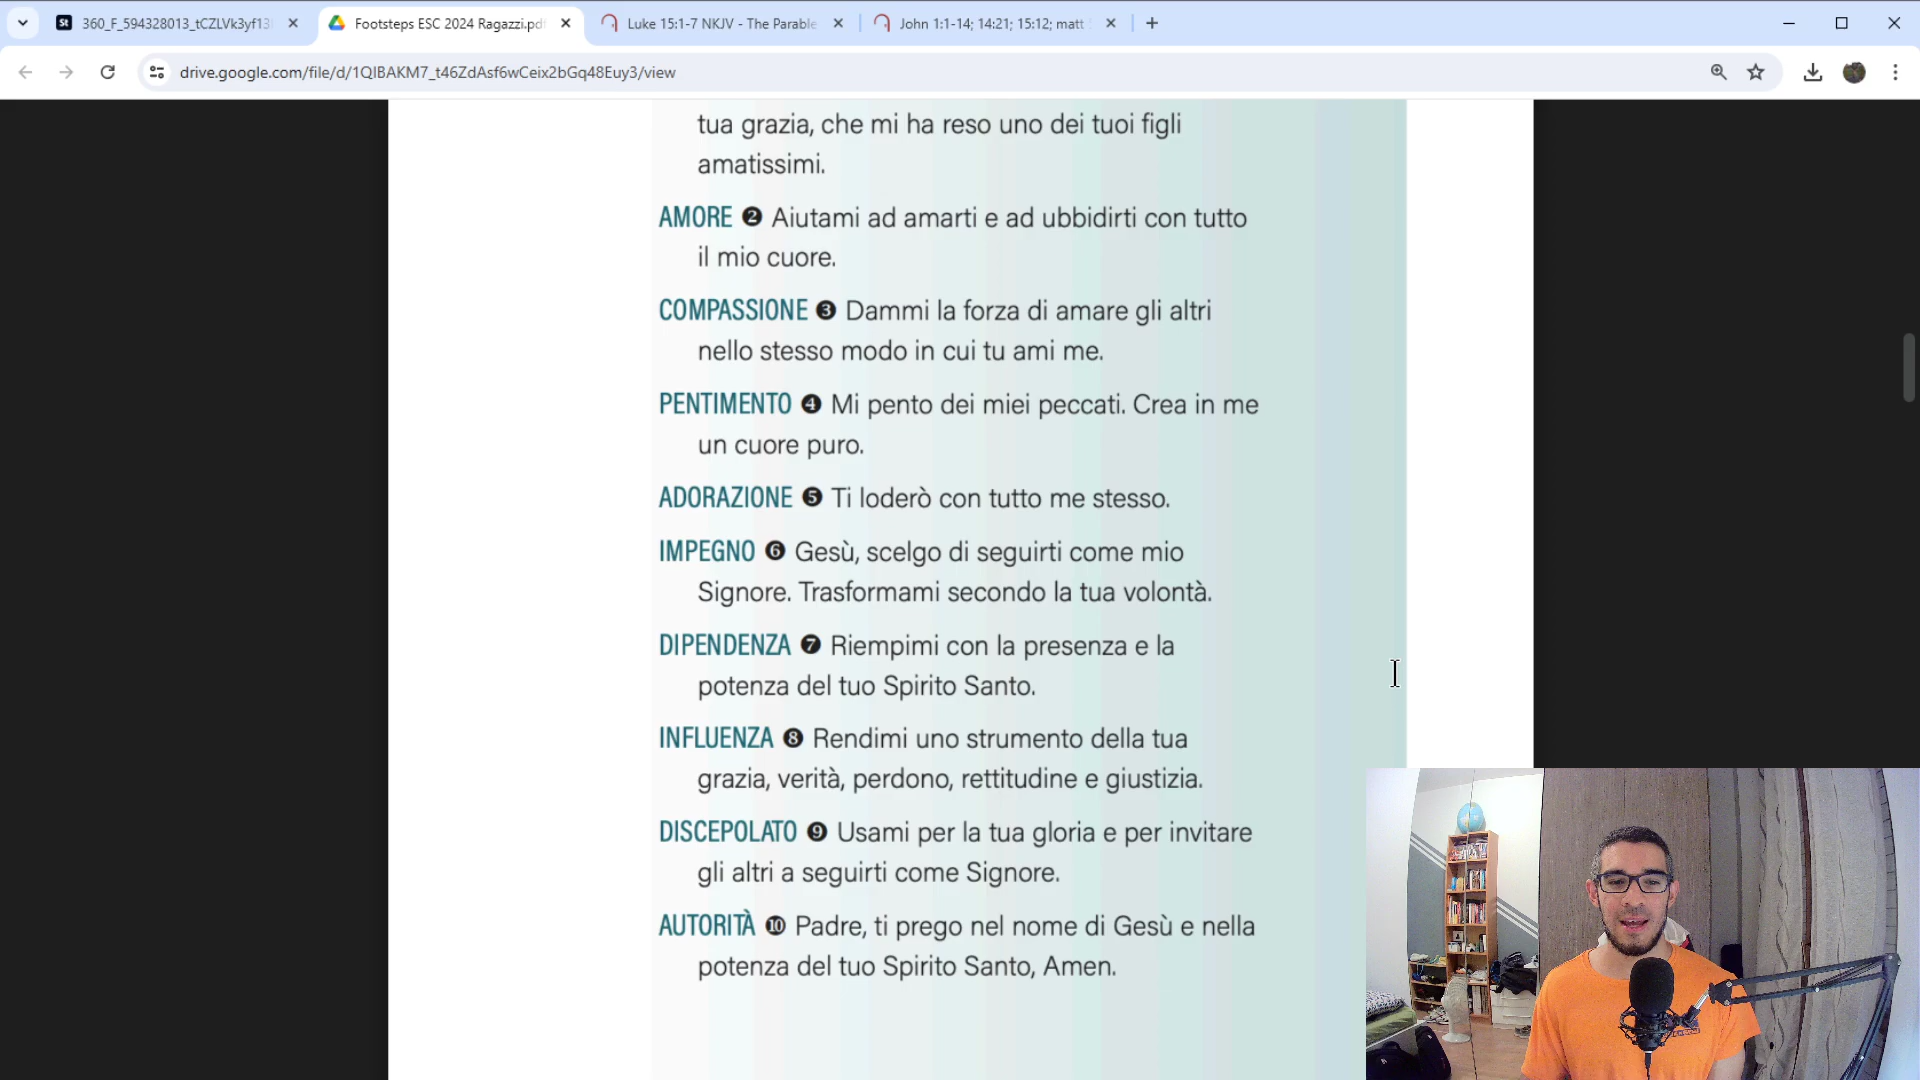 360_F_594328013_tCZLVk3yf13
Footsteps ESC 2024 Ragazzi.pdf
Luke 15:1-7 NKJV - The Parable
John 1:1-14; 14:21; 15:12; matt
drive.google.com/file/d/1QIBAKM7_t46ZdAsf6wCeix2bGq48Euy3/view
tua grazia, che mi ha reso uno dei tuoi figli
amatissimi.
AMORE ❷ Aiutami ad amarti e ad ubbidirti con tutto
il mio cuore.
COMPASSIONE ❸ Dammi la forza di amare gli altri
nello stesso modo in cui tu ami me.
PENTIMENTO ❹ Mi pento dei miei peccati. Crea in me
un cuore puro.
ADORAZIONE ❺ Ti loderò con tutto me stesso.
IMPEGNO ❻ Gesù, scelgo di seguirti come mio
Signore. Trasformami secondo la tua volontà.
DIPENDENZA ❼ Riempimi con la presenza e la
potenza del tuo Spirito Santo.
INFLUENZA ❽ Rendimi uno strumento della tua
grazia, verità, perdono, rettitudine e giustizia.
DISCEPOLATO ❾ Usami per la tua gloria e per invitare
gli altri a seguirti come Signore.
AUTORITÀ ❿ Padre, ti prego nel nome di Gesù e nella
potenza del tuo Spirito Santo, Amen.